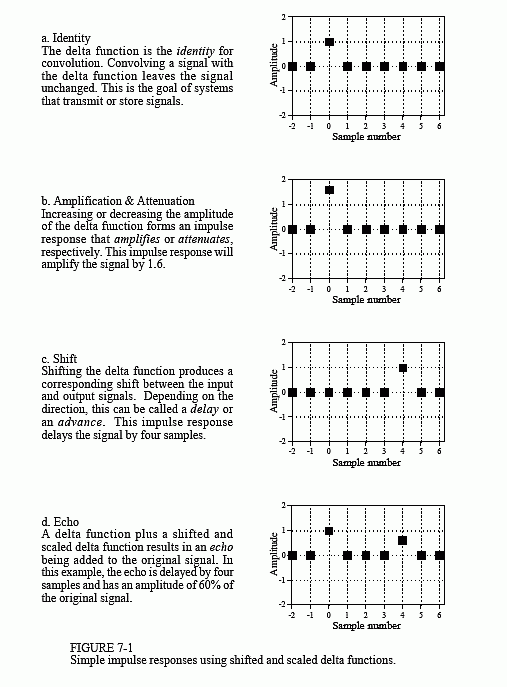 a. Identity
The delta function is the identity for
convolution. Convolving a signal with
the delta function leaves the signal
unchanged. This is the goal of systems
that transmit or store signals.
2
1
0
-1
-2
Amplitude
-2 -1 0 1 2 3 4 5 6
Sample number
b. Amplification & Attenuation
Increasing or decreasing the amplitude
of the delta function forms an impulse
response that amplifies or attenuates,
respectively. This impulse response will
amplify the signal by 1.6.
2
1
0
-1
-2
Amplitude
-2 -1 0 1 2 3 4 5 6
Sample number
c. Shift
Shifting the delta function produces a
corresponding shift between the input
and output signals. Depending on the
direction, this can be called a delay or
an advance. This impulse response
delays the signal by four samples.
2
1
0
-1
-2
Amplitude
-2 -1 0 1 2 3 4 5 6
Sample number
d. Echo
A delta function plus a shifted and
scaled delta function results in an echo
being added to the original signal. In
this example, the echo is delayed by four
samples and has an amplitude of 60% of
the original signal.
2
1
0
-1
-2
Amplitude
-2 -1 0 1 2 3 4 5 6
Sample number
FIGURE 7-1
Simple impulse responses using shifted and scaled delta functions.